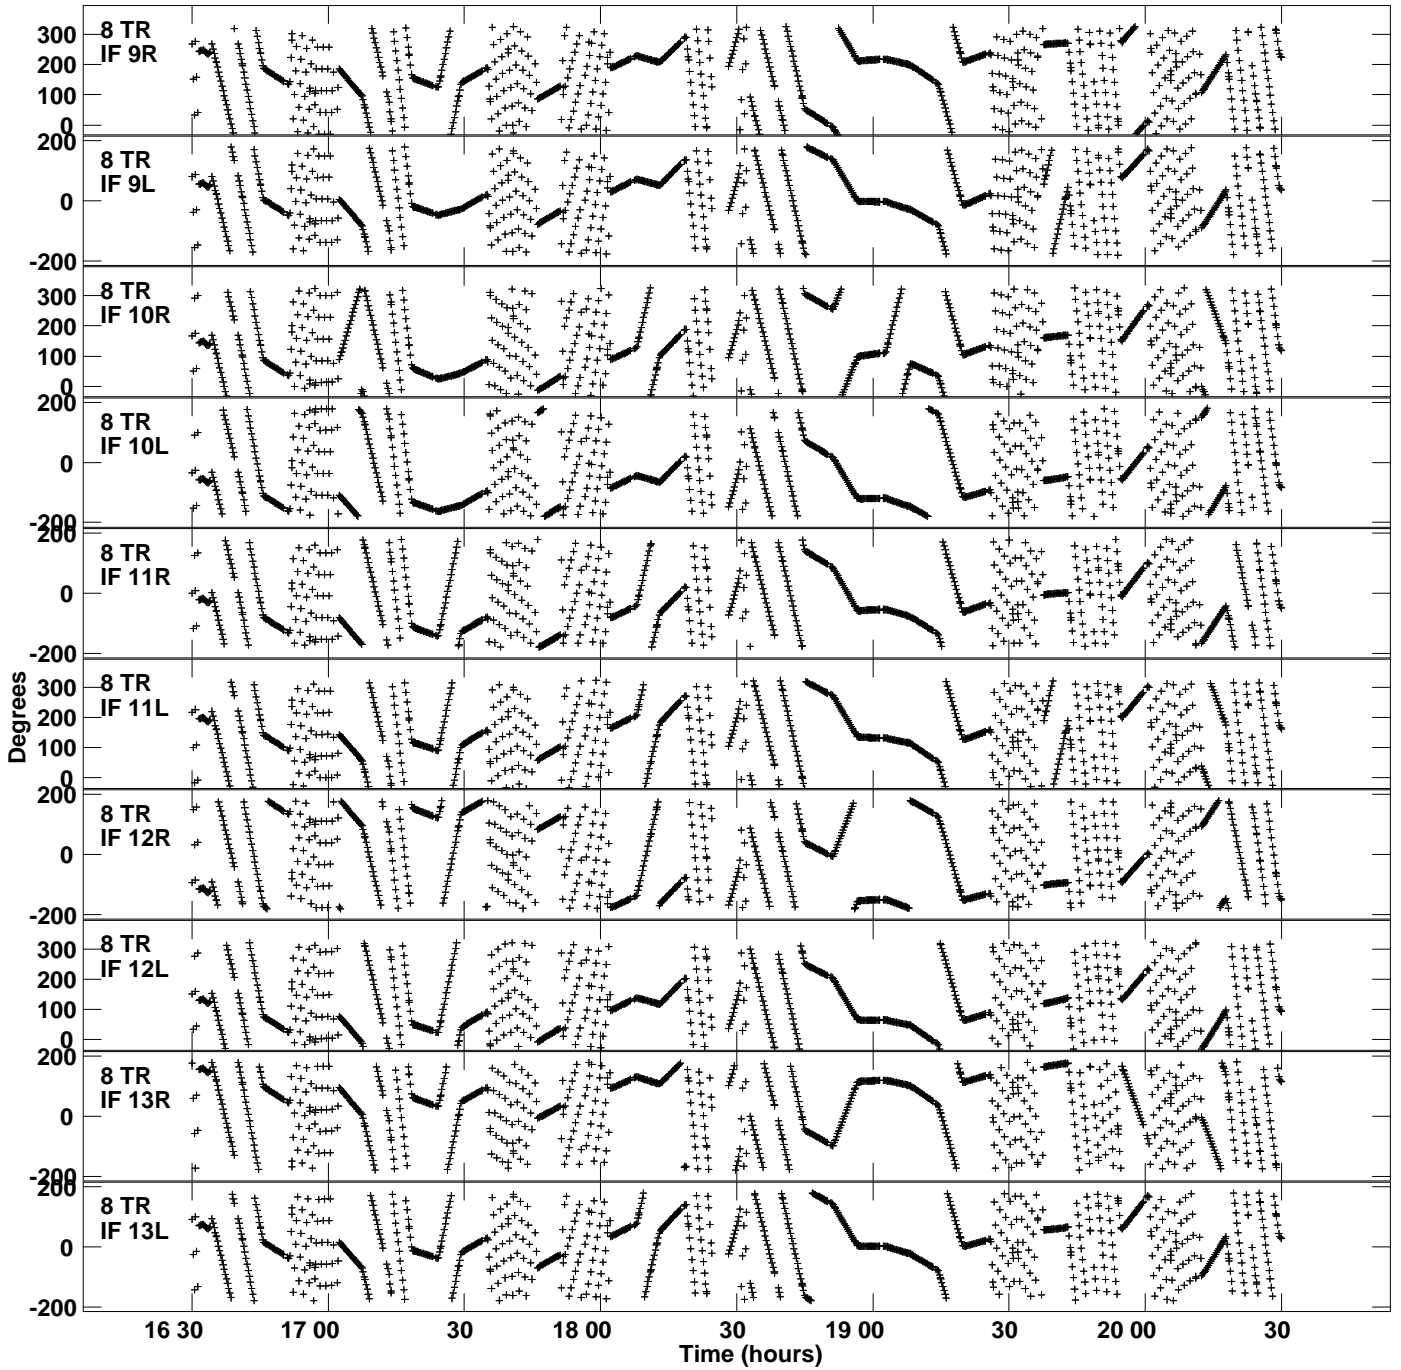 8 TR
IF 9R
300
200
100
0
8 TR
IF 9L
200
0
-200
8 TR
IF 10R
300
200
100
0
8 TR
IF 10L
200
0
-200
8 TR
IF 11R
200
0
-200
8 TR
IF 11L
300
200
100
0
8 TR
IF 12R
200
0
-200
8 TR
IF 12L
300
200
100
0
8 TR
IF 13R
200
0
-200
8 TR
IF 13L
200
0
-200
Degrees
16 30 17 00 30 18 00 30 19 00 30 20 00 30
Time (hours)